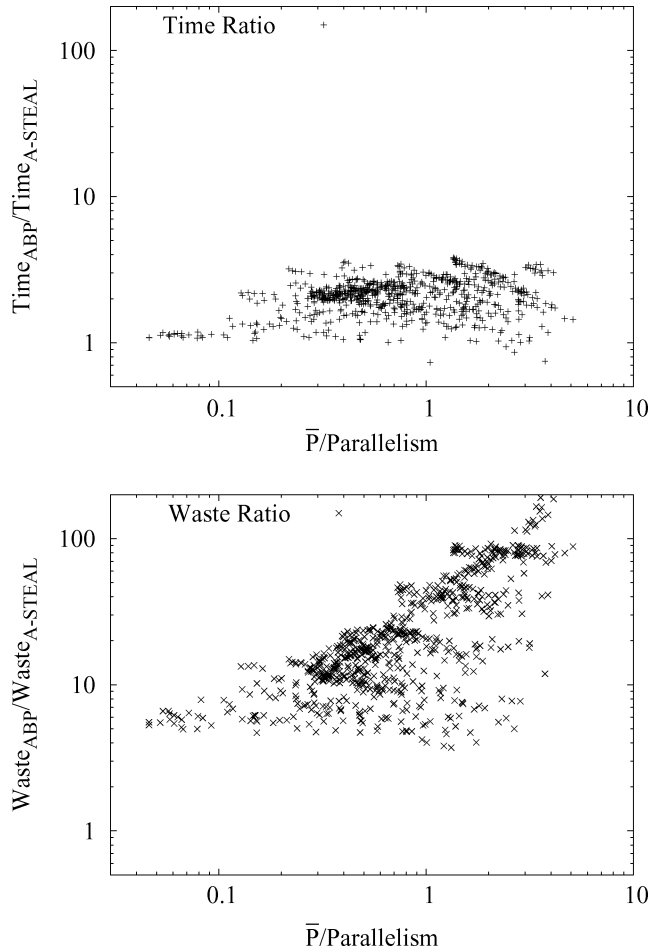 Time Ratio
100
10
1
Time_ABP/Time_A-STEAL
0.1 1 10
P̅/Parallelism
Waste Ratio
100
10
1
Waste_ABP/Waste_A-STEAL
0.1 1 10
P̅/Parallelism